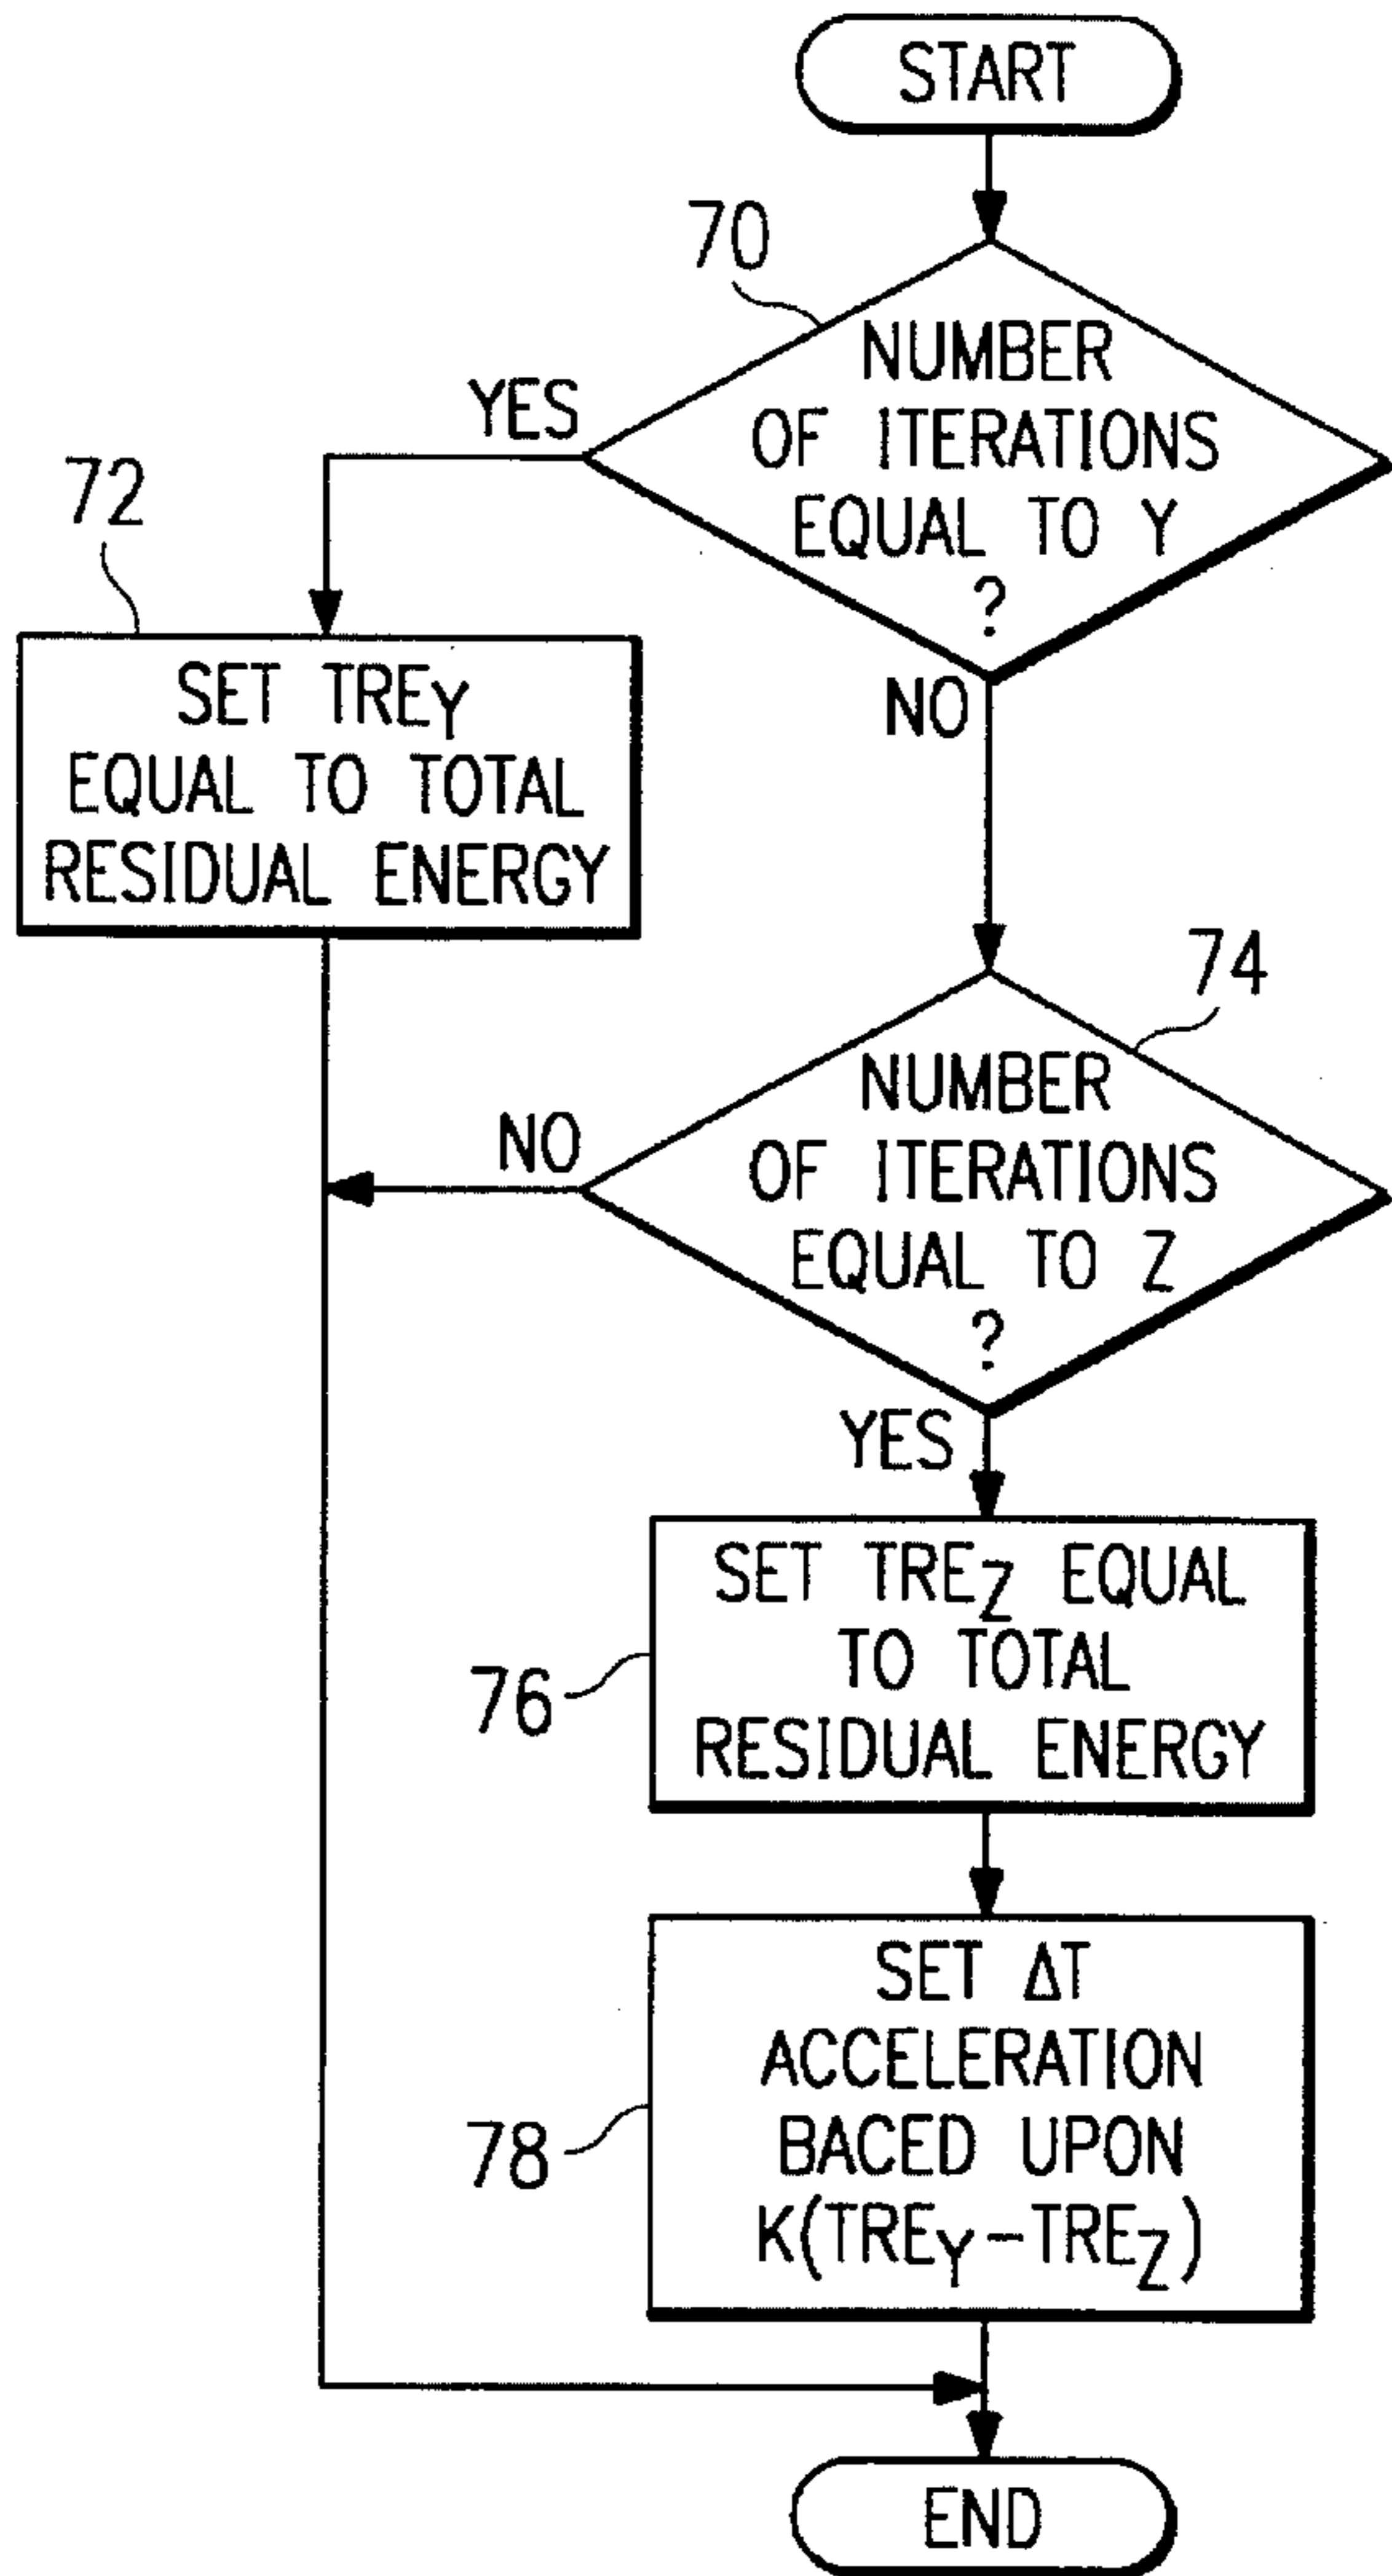 START
70
NUMBER
OF ITERATIONS
EQUAL TO Y
?
YES
NO
72
SET TREY
EQUAL TO TOTAL
RESIDUAL ENERGY
74
NUMBER
OF ITERATIONS
EQUAL TO Z
?
NO
YES
76
SET TREZ EQUAL
TO TOTAL
RESIDUAL ENERGY
78
SET ΔT
ACCELERATION
BACED UPON
K(TREY-TREZ)
END